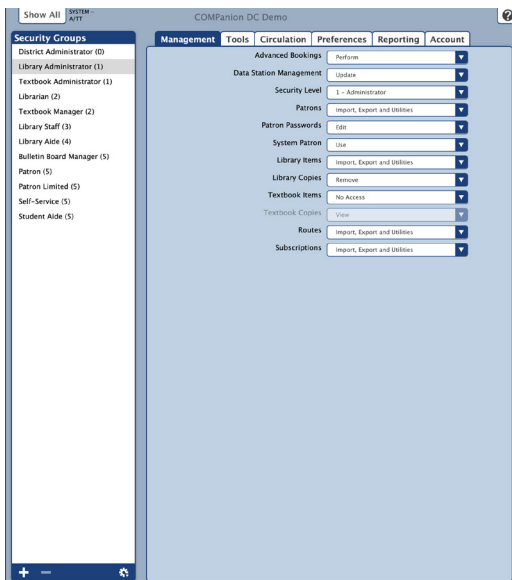 Show All
SYSTEM -
A/TT
COMPanion DC Demo
?
Security Groups
District Administrator (0)
Library Administrator (1)
Textbook Administrator (1)
Librarian (2)
Textbook Manager (2)
Library Staff (3)
Library Aide (4)
Bulletin Board Manager (5)
Patron (5)
Patron Limited (5)
Self-Service (5)
Student Aide (5)
Management Tools Circulation Preferences Reporting Account
Advanced Bookings Perform
Data Station Management Update
Security Level 1 - Administrator
Patrons Import, Export and Utilities
Patron Passwords Edit
System Patron Use
Library Items Import, Export and Utilities
Library Copies Remove
Textbook Items No Access
Textbook Copies View
Routes Import, Export and Utilities
Subscriptions Import, Export and Utilities